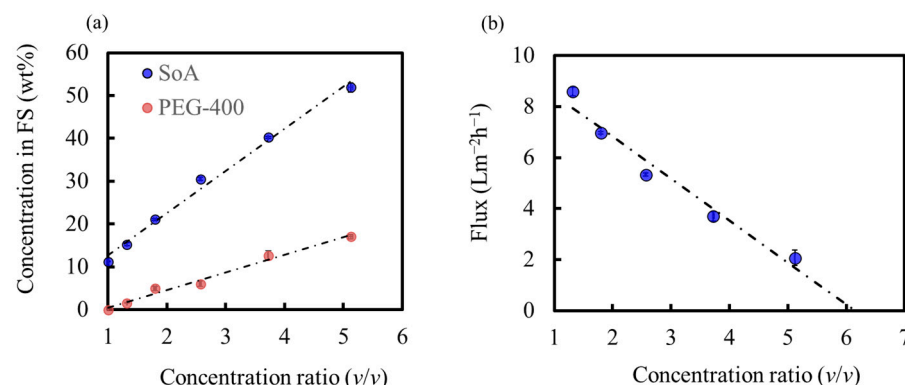 (a)
Concentration in FS (wt%)
60
50
40
30
20
10
0
SoA
PEG-400
1 2 3 4 5 6
Concentration ratio (v/v)
(b)
Flux (Lm⁻²h⁻¹)
10
8
6
4
2
0
1 2 3 4 5 6 7
Concentration ratio (v/v)